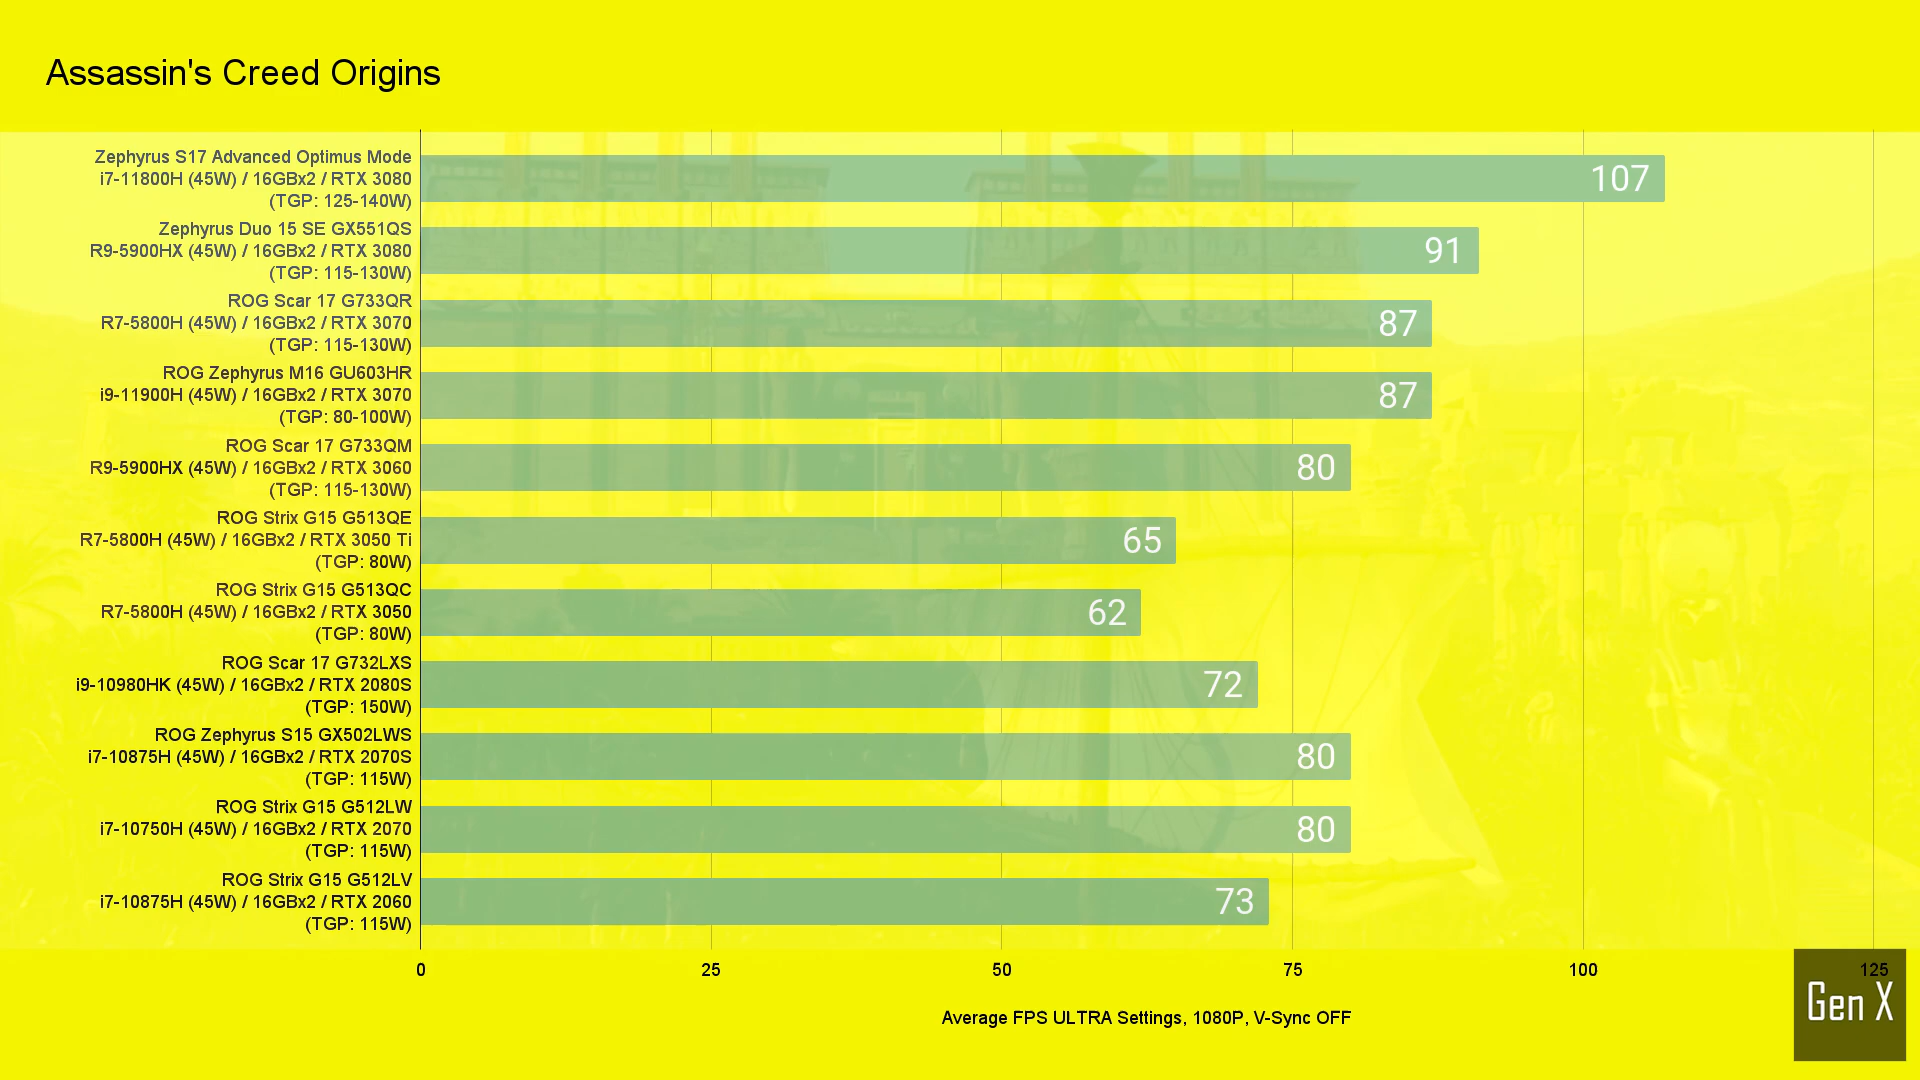 Assassin's Creed Origins
Zephyrus S17 Advanced Optimus Mode
i7-11800H (45W) / 16GBx2 / RTX 3080
(TGP: 125-140W)
107
Zephyrus Duo 15 SE GX551QS
R9-5900HX (45W) / 16GBx2 / RTX 3080
(TGP: 115-130W)
91
ROG Scar 17 G733QR
R7-5800H (45W) / 16GBx2 / RTX 3070
(TGP: 115-130W)
87
ROG Zephyrus M16 GU603HR
i9-11900H (45W) / 16GBx2 / RTX 3070
(TGP: 80-100W)
87
ROG Scar 17 G733QM
R9-5900HX (45W) / 16GBx2 / RTX 3060
(TGP: 115-130W)
80
ROG Strix G15 G513QE
R7-5800H (45W) / 16GBx2 / RTX 3050 Ti
(TGP: 80W)
65
ROG Strix G15 G513QC
R7-5800H (45W) / 16GBx2 / RTX 3050
(TGP: 80W)
62
ROG Scar 17 G732LXS
i9-10980HK (45W) / 16GBx2 / RTX 2080S
(TGP: 150W)
72
ROG Zephyrus S15 GX502LWS
i7-10875H (45W) / 16GBx2 / RTX 2070S
(TGP: 115W)
80
ROG Strix G15 G512LW
i7-10750H (45W) / 16GBx2 / RTX 2070
(TGP: 115W)
80
ROG Strix G15 G512LV
i7-10875H (45W) / 16GBx2 / RTX 2060
(TGP: 115W)
73
0 25 50 75 100 125
Average FPS ULTRA Settings, 1080P, V-Sync OFF
Gen X